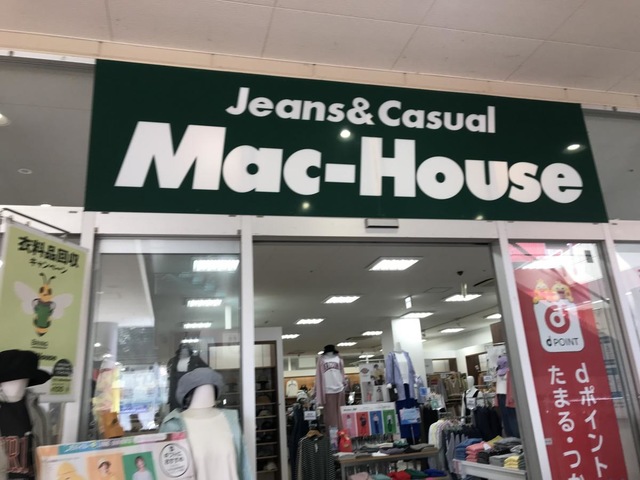 Jeans&Casual
Mac-House
衣料品回収
キャンペーン
d
d POINT
dポイント
たまる・つか